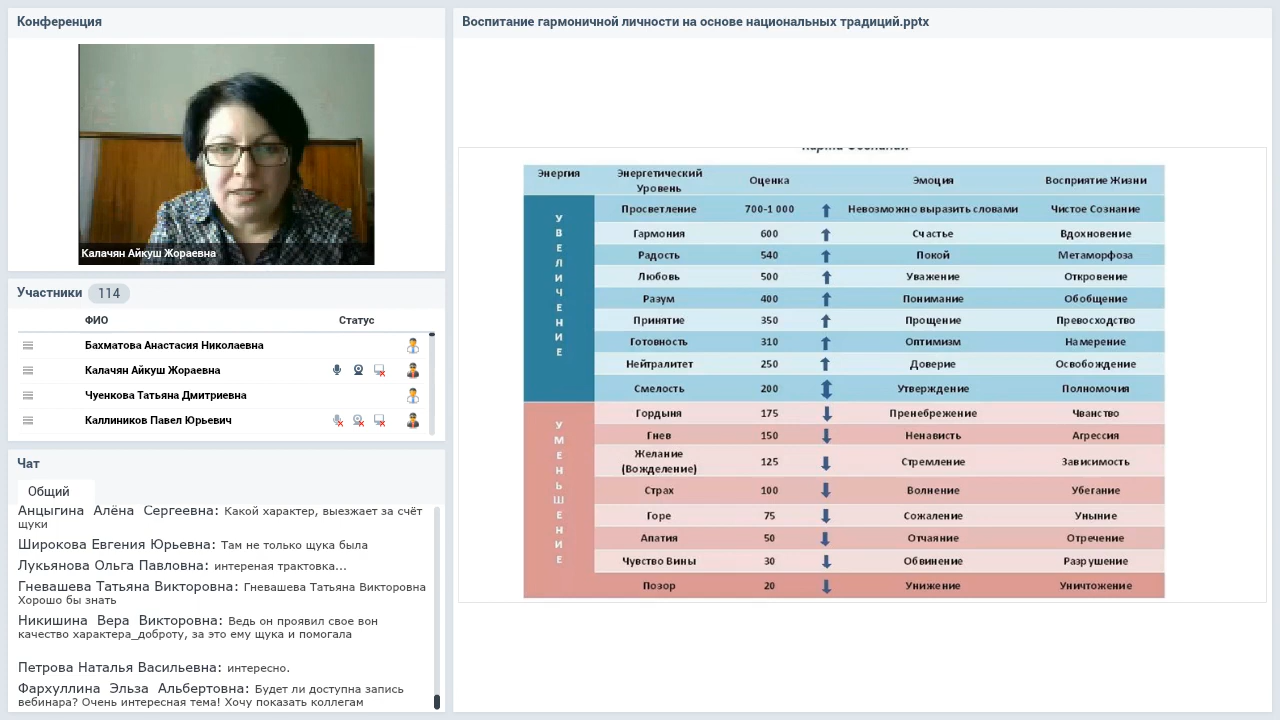 Конференция
Калачян Айкуш Жораевна
Участники 114
ФИО Статус
Бахматова Анастасия Николаевна
Калачян Айкуш Жораевна
Чуенкова Татьяна Дмитриевна
Каллиников Павел Юрьевич
Чат
Общий
Анцыгина Алёна Сергеевна: Какой характер, выезжает за счёт
щуки
Широкова Евгения Юрьевна: Там не только щука была
Лукьянова Ольга Павловна: интереная трактовка...
Гневашева Татьяна Викторовна: Гневашева Татьяна Викторовна
Хорошо бы знать
Никишина Вера Викторовна: Ведь он проявил свое вон
качество характера_доброту, за это ему щука и помогала
Петрова Наталья Васильевна: интересно.
Фархуллина Эльза Альбертовна: Будет ли доступна запись
вебинара? Очень интересная тема! Хочу показать коллегам
Воспитание гармоничной личности на основе национальных традиций.pptx
Карта Сознания
Энергия Энергетический Уровень Оценка Эмоция Восприятие Жизни
УВЕЛИЧЕНИЕ
Просветление 700-1 000 Невозможно выразить словами Чистое Сознание
Гармония 600 Счастье Вдохновение
Радость 540 Покой Метаморфоза
Любовь 500 Уважение Откровение
Разум 400 Понимание Обобщение
Принятие 350 Прощение Превосходство
Готовность 310 Оптимизм Намерение
Нейтралитет 250 Доверие Освобождение
Смелость 200 Утверждение Полномочия
УМЕНЬШЕНИЕ
Гордыня 175 Пренебрежение Чванство
Гнев 150 Ненависть Агрессия
Желание (Вожделение) 125 Стремление Зависимость
Страх 100 Волнение Убегание
Горе 75 Сожаление Уныние
Апатия 50 Отчаяние Отречение
Чувство Вины 30 Обвинение Разрушение
Позор 20 Унижение Уничтожение